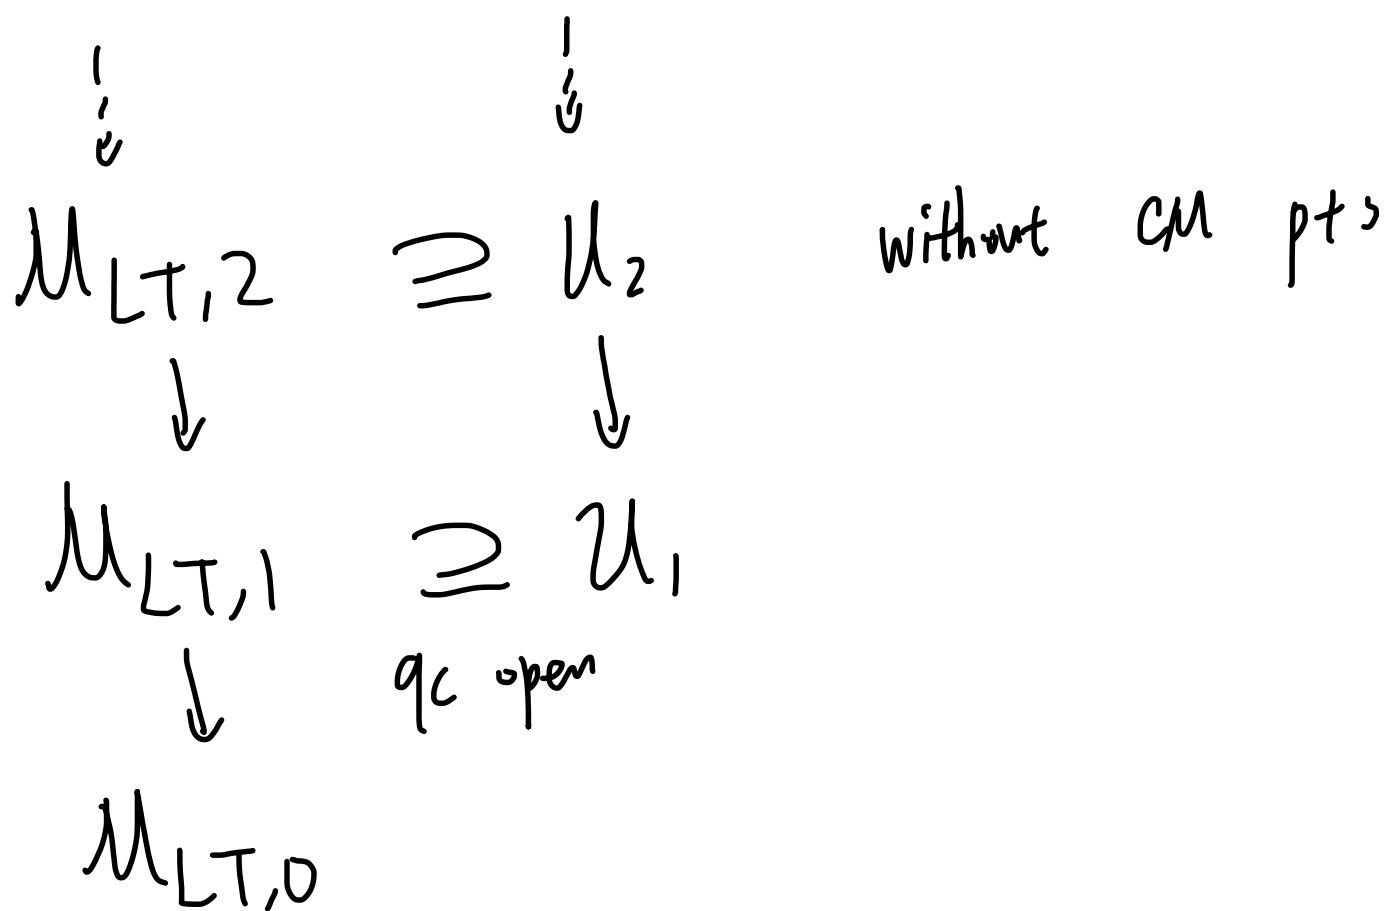 M_{LT,2} ⊇ U_2 without CM pts
M_{LT,1} ⊇ U_1
qc open
M_{LT,0}